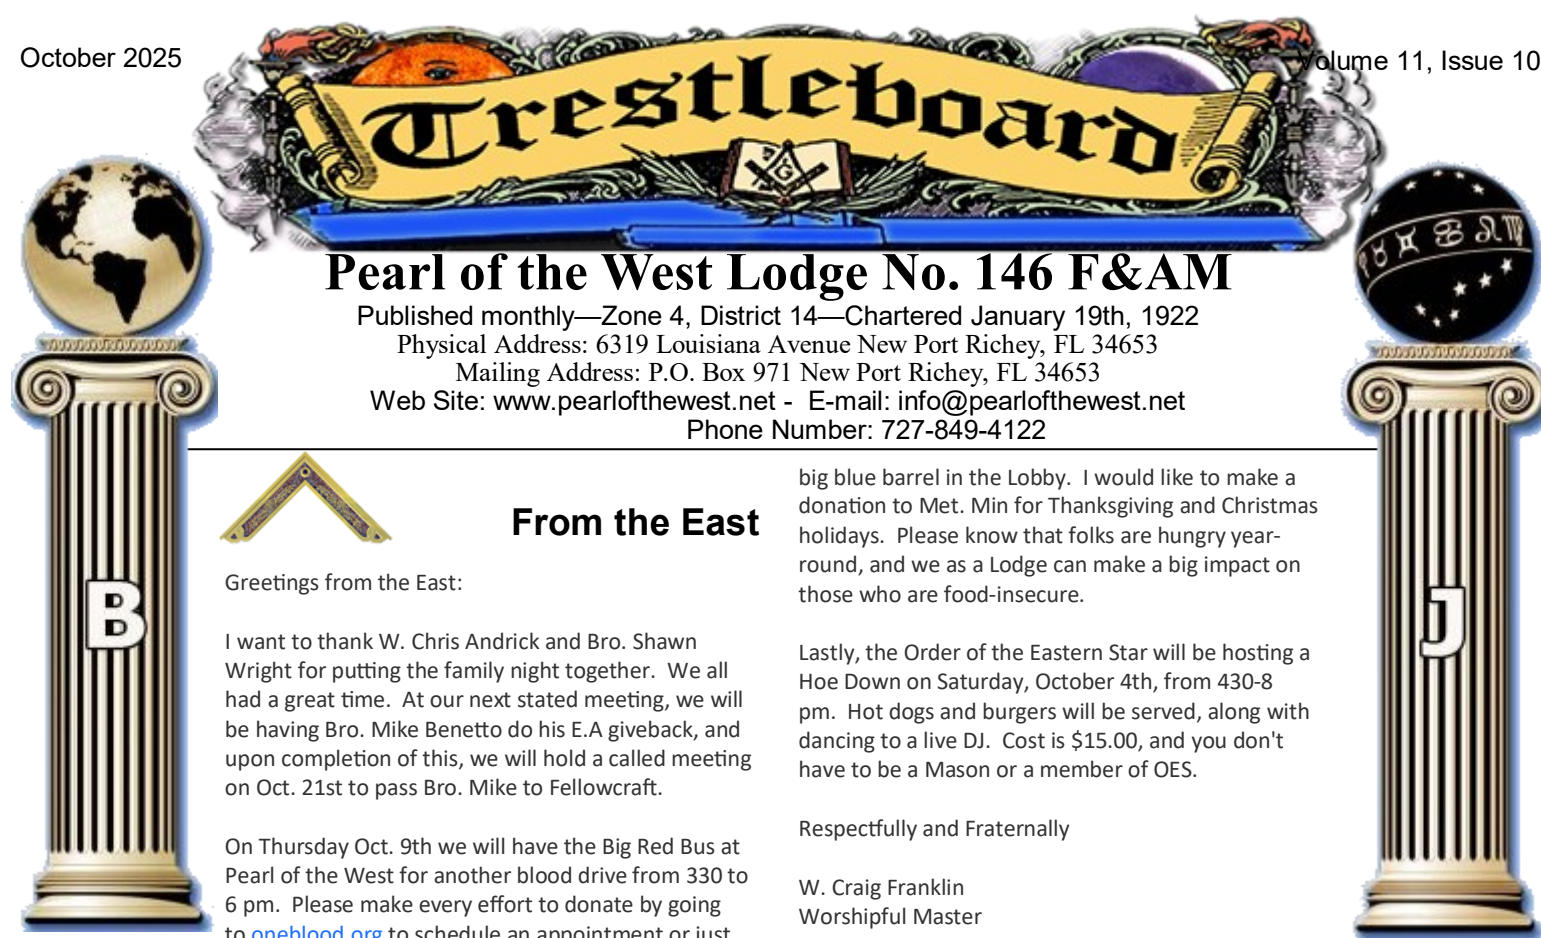 October 2025
Volume 11, Issue 10
Trestleboard
G
Pearl of the West Lodge No. 146 F&AM
Published monthly—Zone 4, District 14—Chartered January 19th, 1922
Physical Address: 6319 Louisiana Avenue New Port Richey, FL 34653
Mailing Address: P.O. Box 971 New Port Richey, FL 34653
Web Site: www.pearlofthewest.net - E-mail: info@pearlofthewest.net
Phone Number: 727-849-4122
B
J
From the East
Greetings from the East:
I want to thank W. Chris Andrick and Bro. Shawn
Wright for putting the family night together. We all
had a great time. At our next stated meeting, we will
be having Bro. Mike Benetto do his E.A giveback, and
upon completion of this, we will hold a called meeting
on Oct. 21st to pass Bro. Mike to Fellowcraft.
On Thursday Oct. 9th we will have the Big Red Bus at
Pearl of the West for another blood drive from 330 to
6 pm. Please make every effort to donate by going
to oneblood.org to schedule an appointment or just
big blue barrel in the Lobby. I would like to make a
donation to Met. Min for Thanksgiving and Christmas
holidays. Please know that folks are hungry year-
round, and we as a Lodge can make a big impact on
those who are food-insecure.
Lastly, the Order of the Eastern Star will be hosting a
Hoe Down on Saturday, October 4th, from 430-8
pm. Hot dogs and burgers will be served, along with
dancing to a live DJ. Cost is $15.00, and you don't
have to be a Mason or a member of OES.
Respectfully and Fraternally
W. Craig Franklin
Worshipful Master